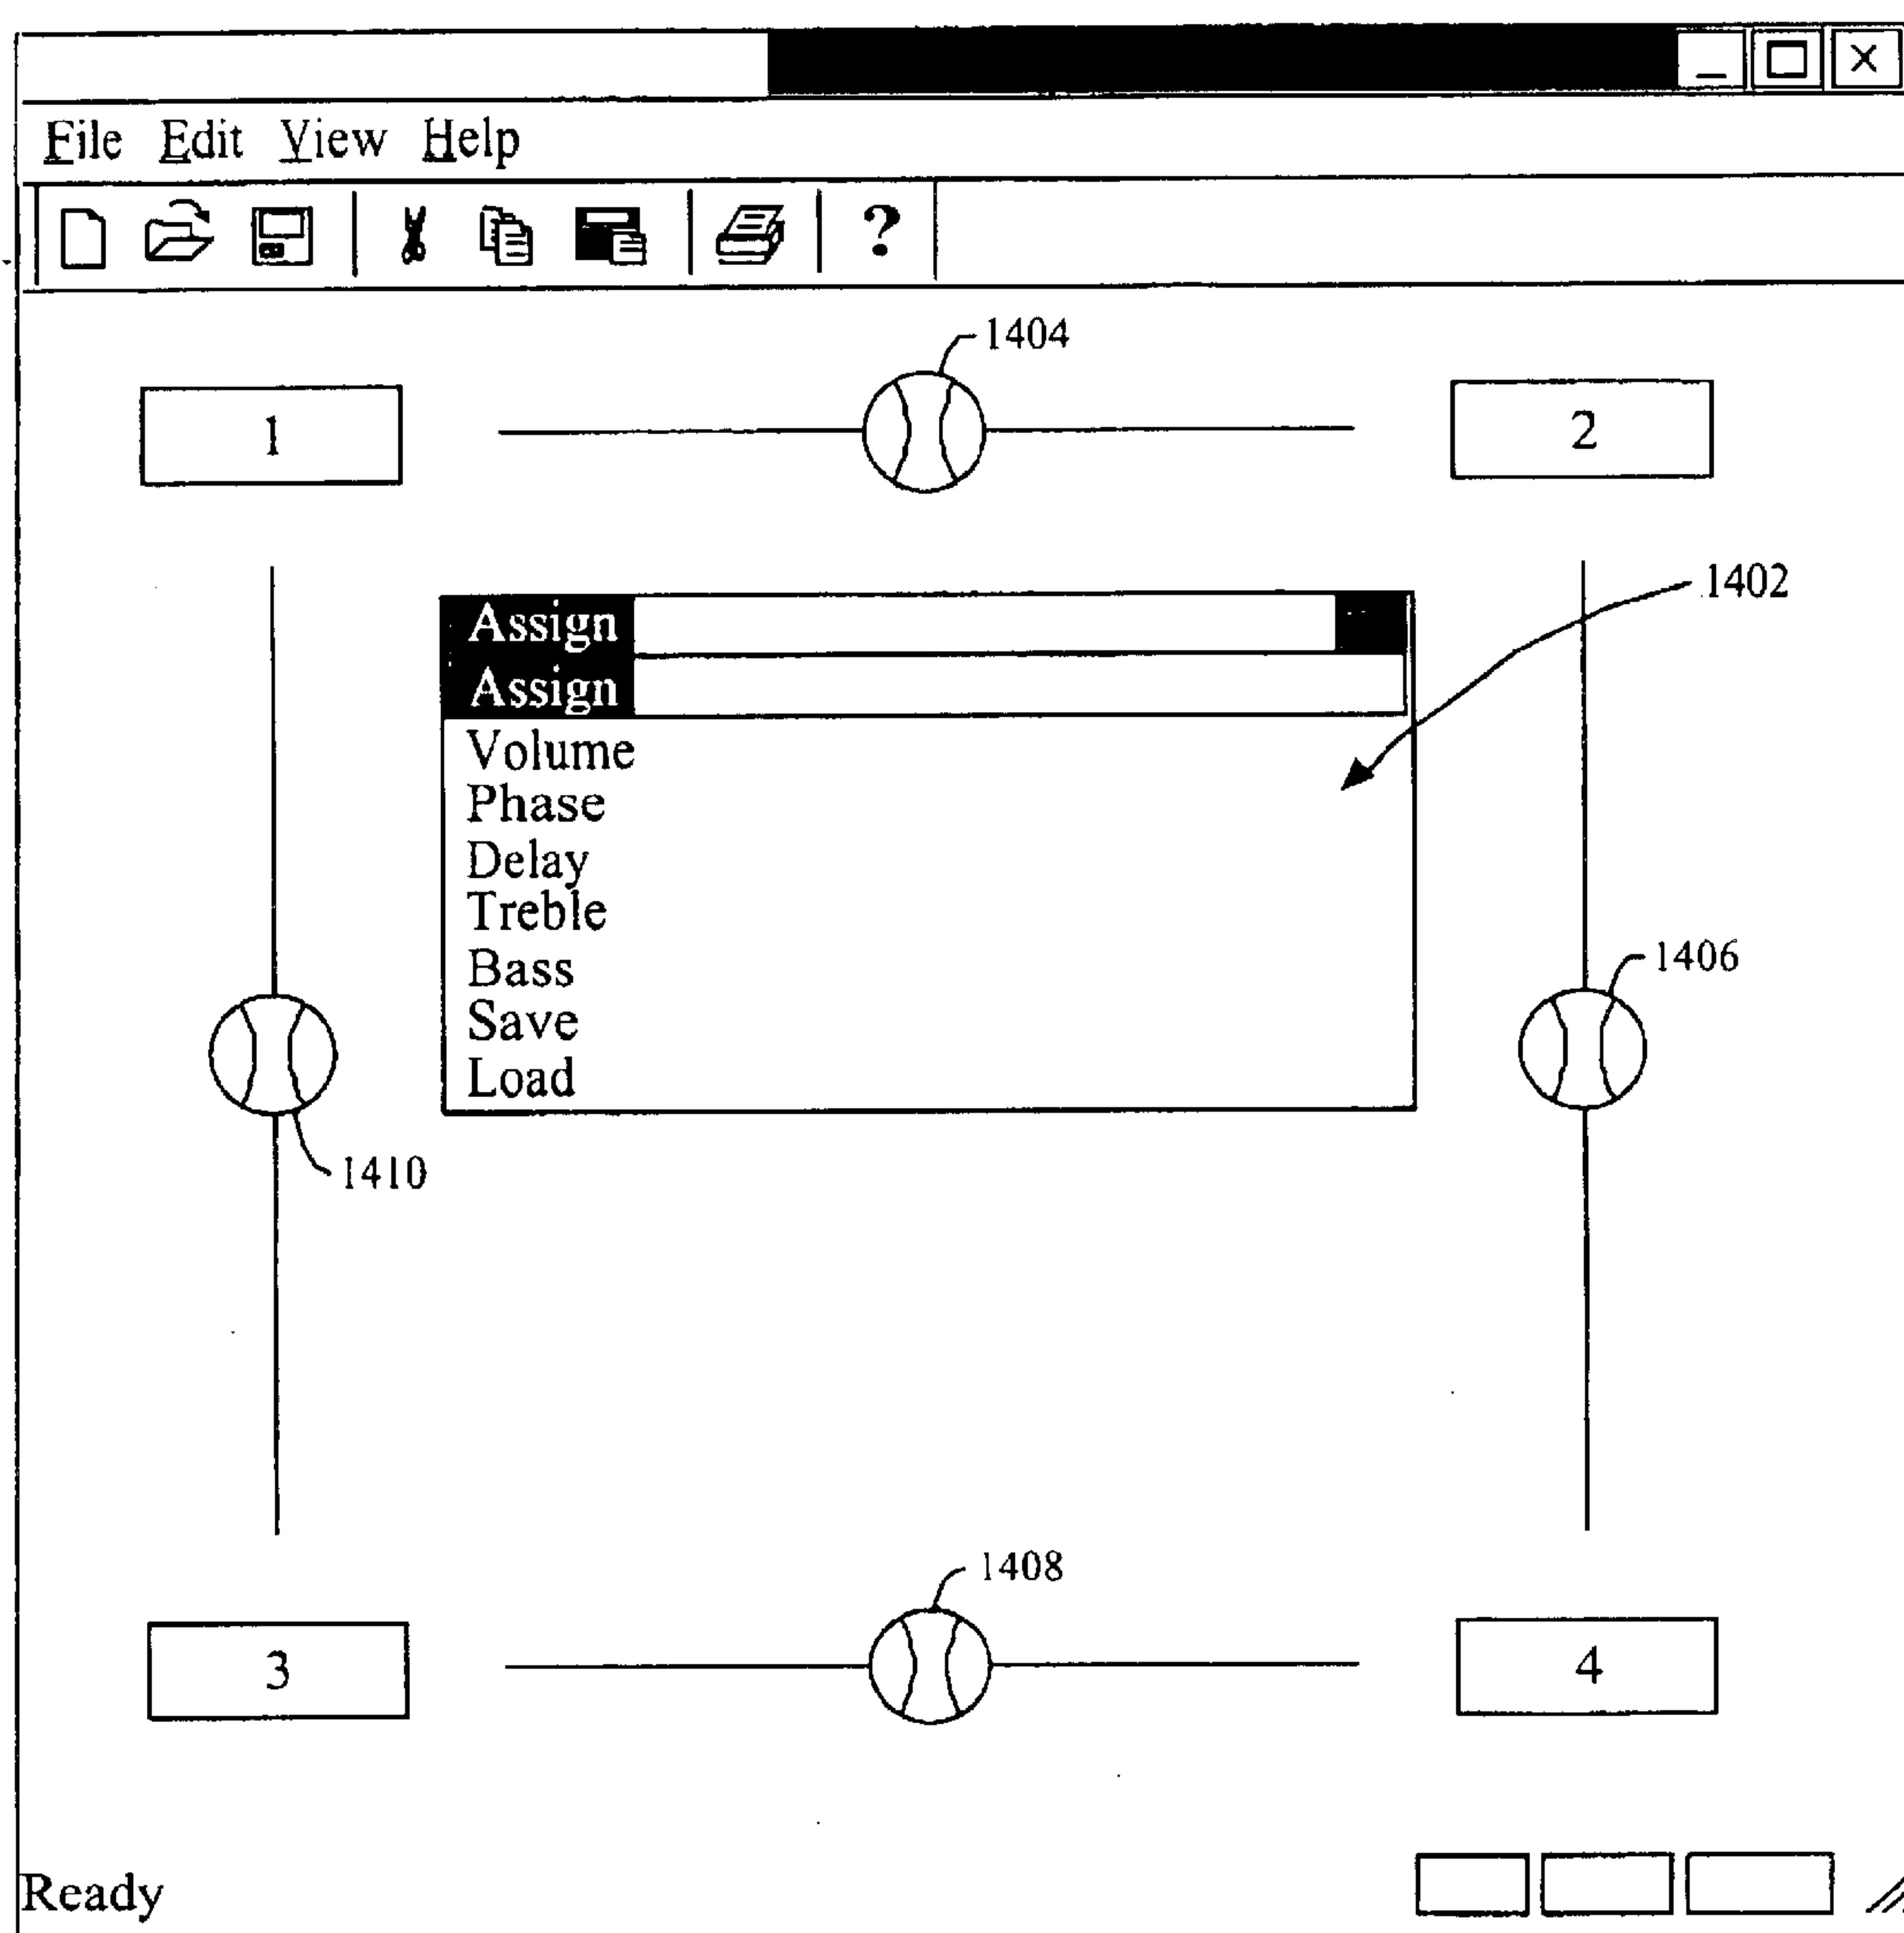 File Edit View Help
?
1404
1
2
1402
Assign
Assign
Volume
Phase
Delay
Treble
Bass
Save
Load
1406
1410
1408
3
4
Ready